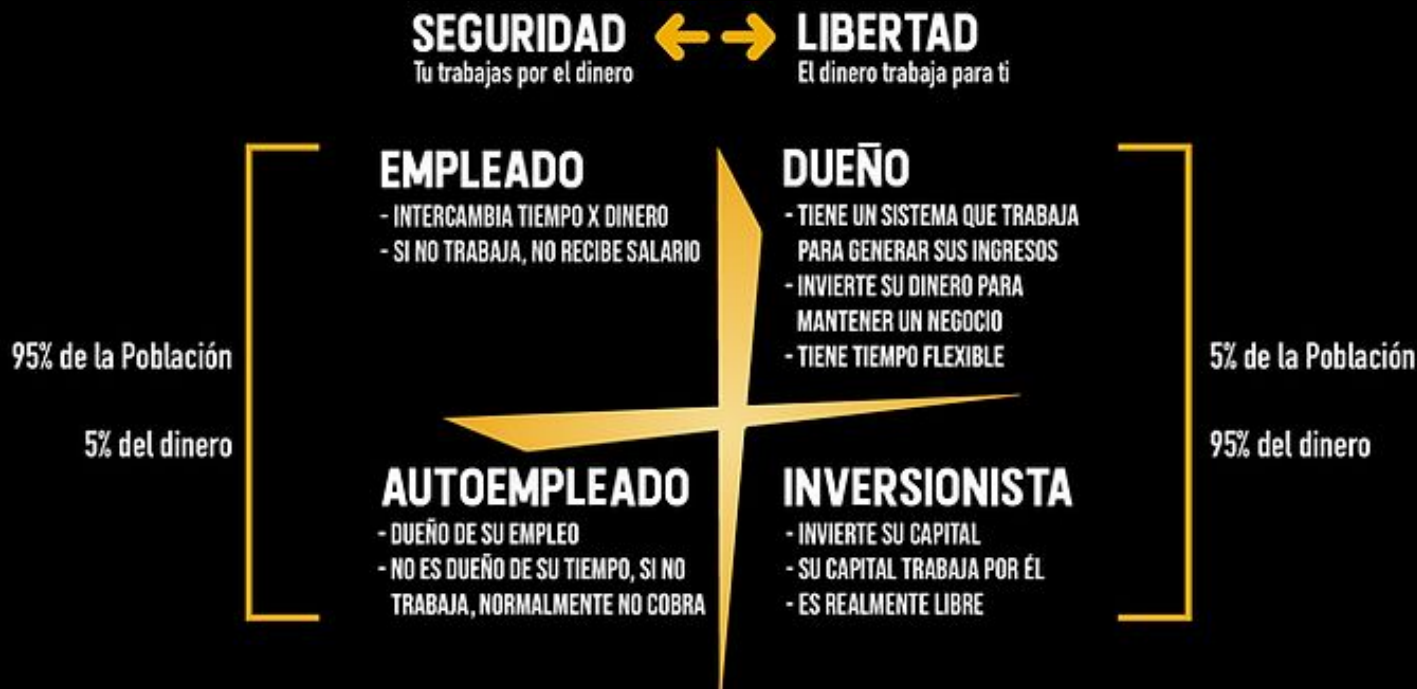 SEGURIDAD
Tu trabajas por el dinero
LIBERTAD
El dinero trabaja para ti
95% de la Población
5% del dinero
EMPLEADO
- INTERCAMBIA TIEMPO X DINERO
- SI NO TRABAJA, NO RECIBE SALARIO
DUEÑO
- TIENE UN SISTEMA QUE TRABAJA
PARA GENERAR SUS INGRESOS
- INVIERTE SU DINERO PARA
MANTENER UN NEGOCIO
- TIENE TIEMPO FLEXIBLE
AUTOEMPLEADO
- DUEÑO DE SU EMPLEO
- NO ES DUEÑO DE SU TIEMPO, SI NO
TRABAJA, NORMALMENTE NO COBRA
INVERSIONISTA
- INVIERTE SU CAPITAL
- SU CAPITAL TRABAJA POR ÉL
- ES REALMENTE LIBRE
5% de la Población
95% del dinero